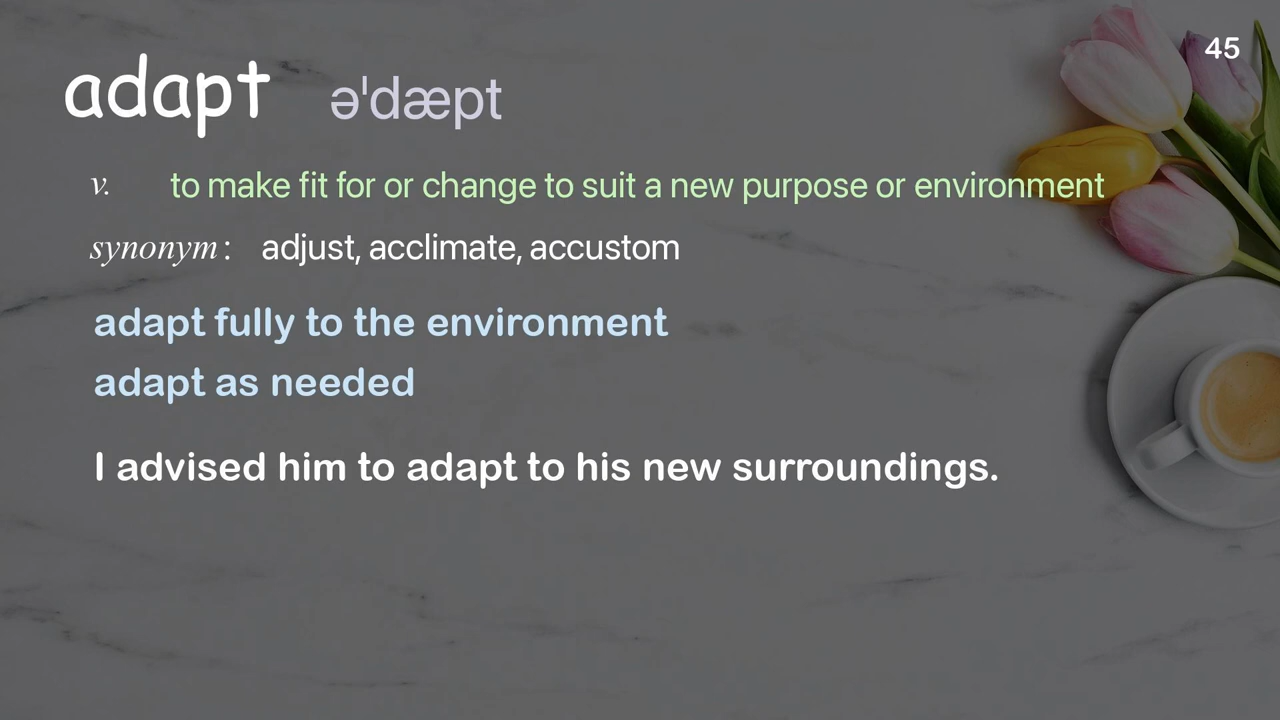 45
adapt əˈdæpt
v. to make fit for or change to suit a new purpose or environment
synonym: adjust, acclimate, accustom
adapt fully to the environment
adapt as needed
I advised him to adapt to his new surroundings.